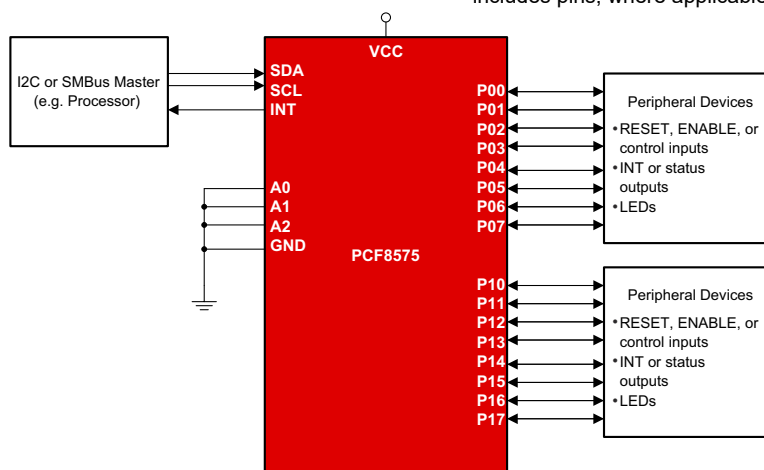 includes pins, where applicable
VCC
I2C or SMBus Master
(e.g. Processor)
SDA
SCL
INT
A0
A1
A2
GND
PCF8575
P00
P01
P02
P03
P04
P05
P06
P07
Peripheral Devices
•RESET, ENABLE, or
control inputs
•INT or status
outputs
•LEDs
P10
P11
P12
P13
P14
P15
P16
P17
Peripheral Devices
•RESET, ENABLE, or
control inputs
•INT or status
outputs
•LEDs